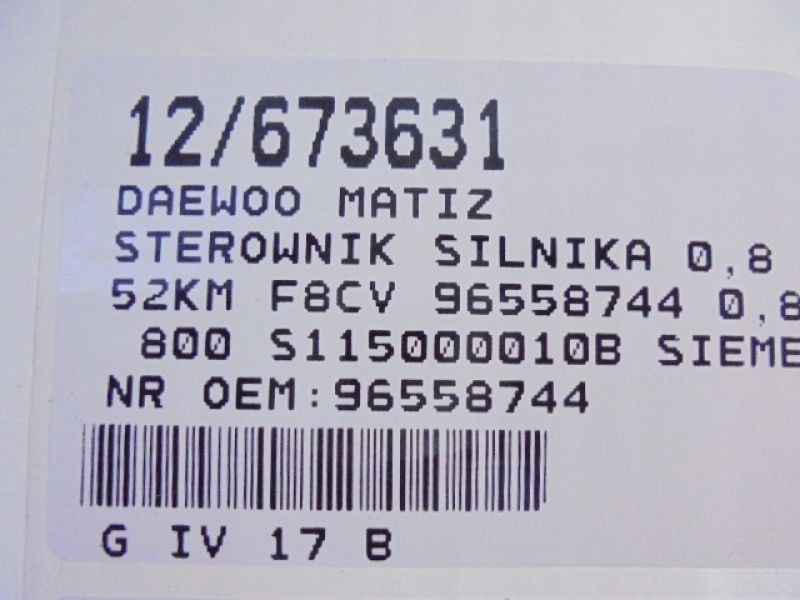 12/673631
DAEWOO MATIZ
STEROWNIK SILNIKA 0,8
52KM F8CV 96558744 0,8
800 S115000010B SIEME
NR OEM:96558744
G IV 17 B